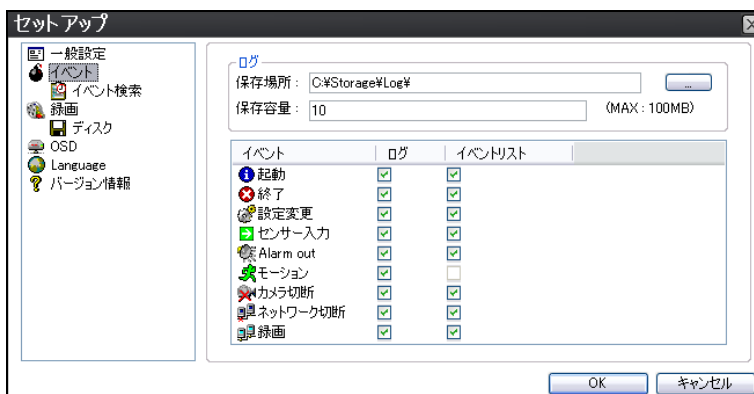 セットアップ
一般設定
イベント
イベント検索
録画
ディスク
OSD
Language
バージョン情報
ログ
保存場所： C:¥Storage¥Log¥ ...
保存容量： 10 (MAX : 100MB)
イベント ログ イベントリスト
起動
終了
設定変更
センサー入力
Alarm out
モーション
カメラ切断
ネットワーク切断
録画
OK キャンセル